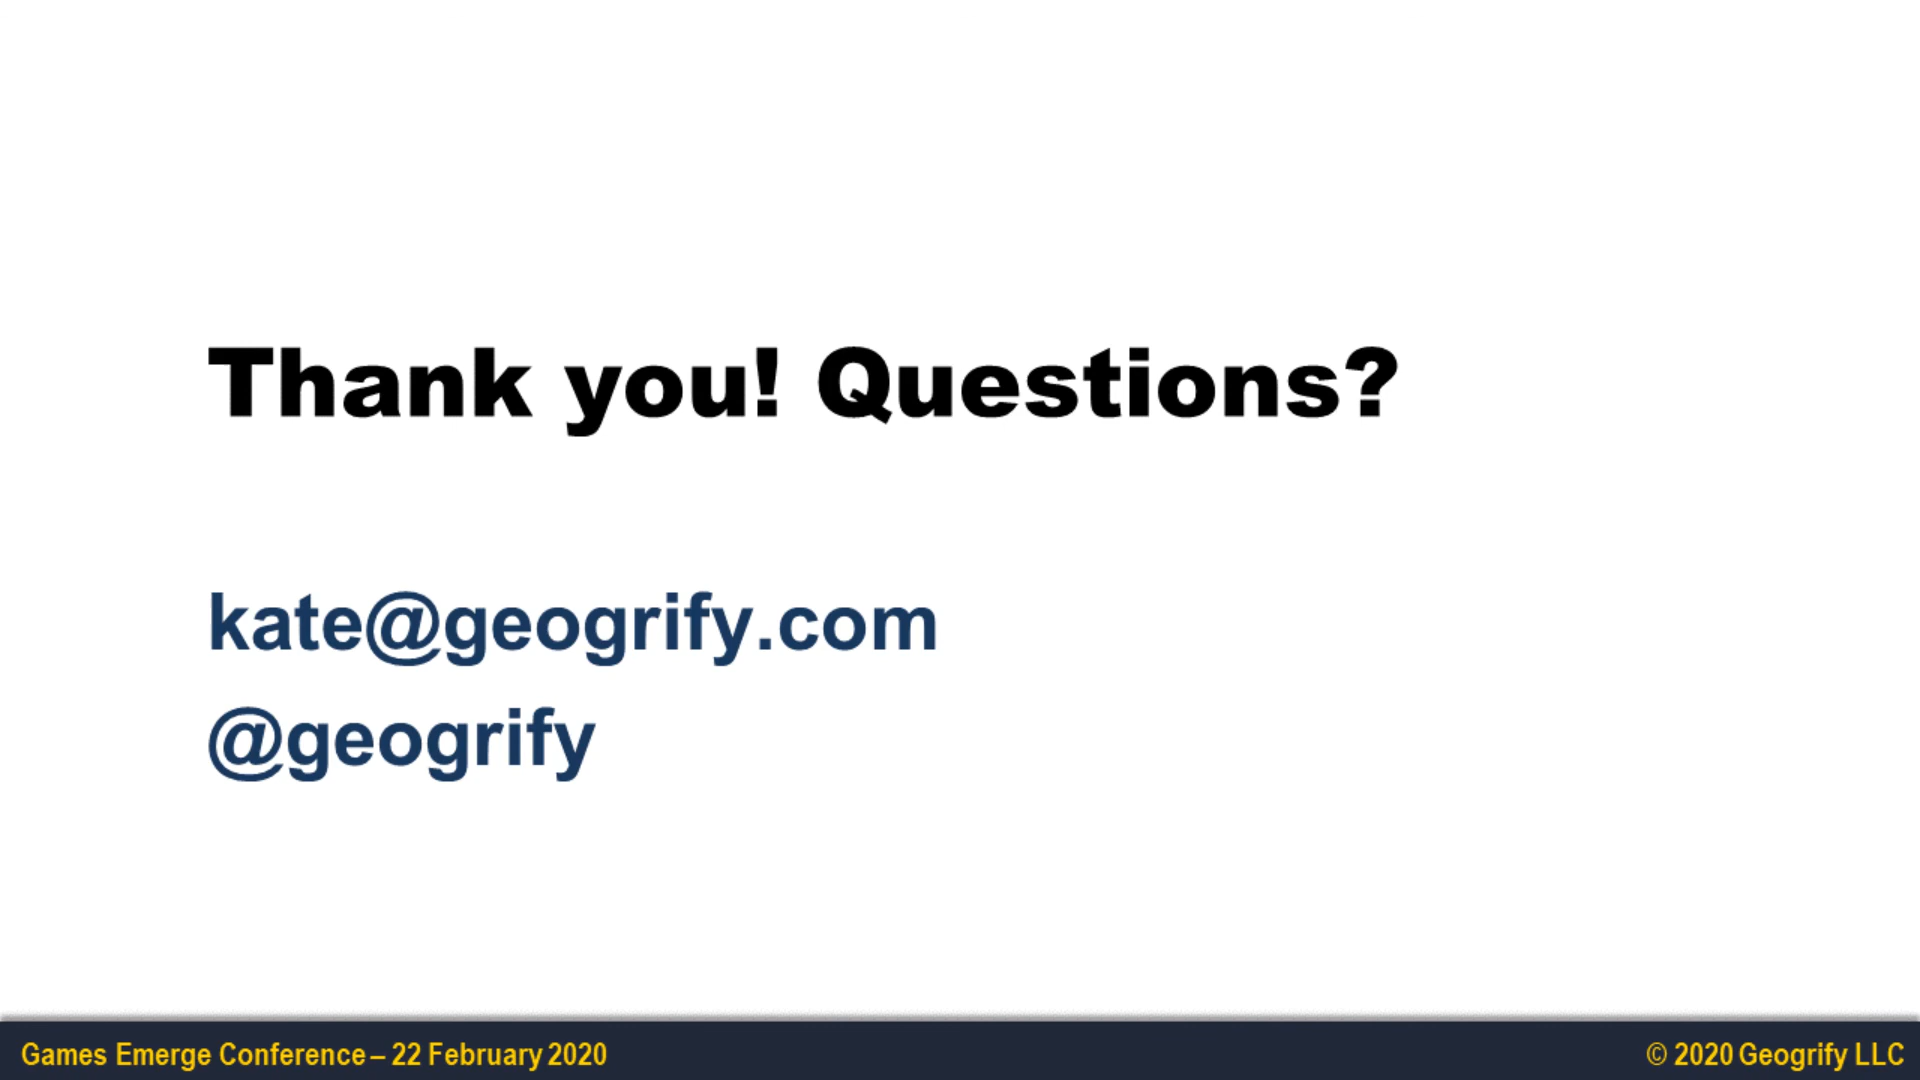 Thank you! Questions?
kate@geogrify.com
@geogrify
Games Emerge Conference – 22 February 2020
© 2020 Geogrify LLC